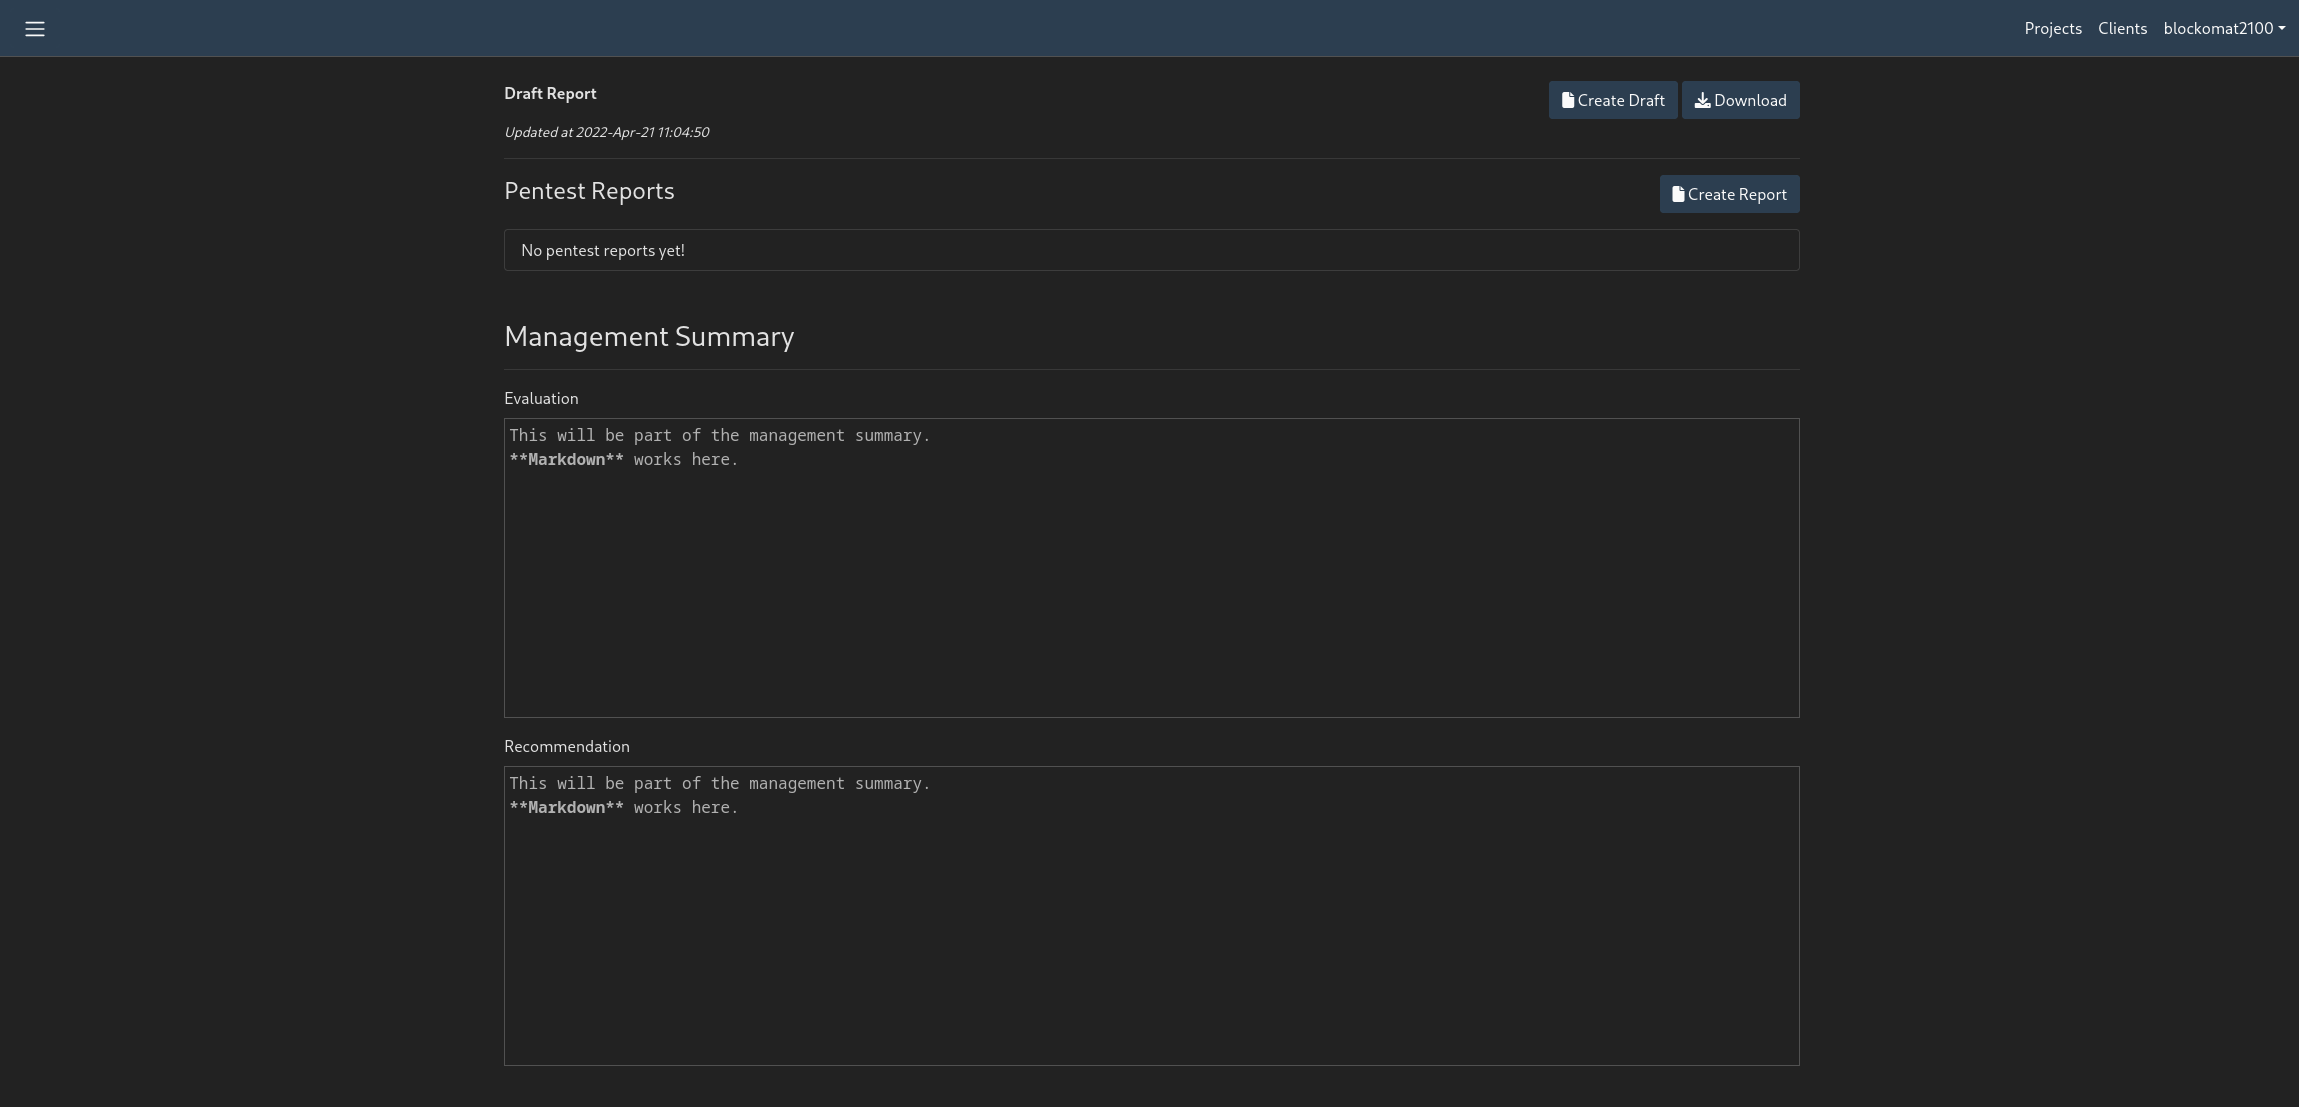 Projects Clients blockomat2100
Draft Report
Create Draft Download
Updated at 2022-Apr-21 11:04:50
Pentest Reports
Create Report
No pentest reports yet!
Management Summary
Evaluation
This will be part of the management summary.
**Markdown** works here.
Recommendation
This will be part of the management summary.
**Markdown** works here.